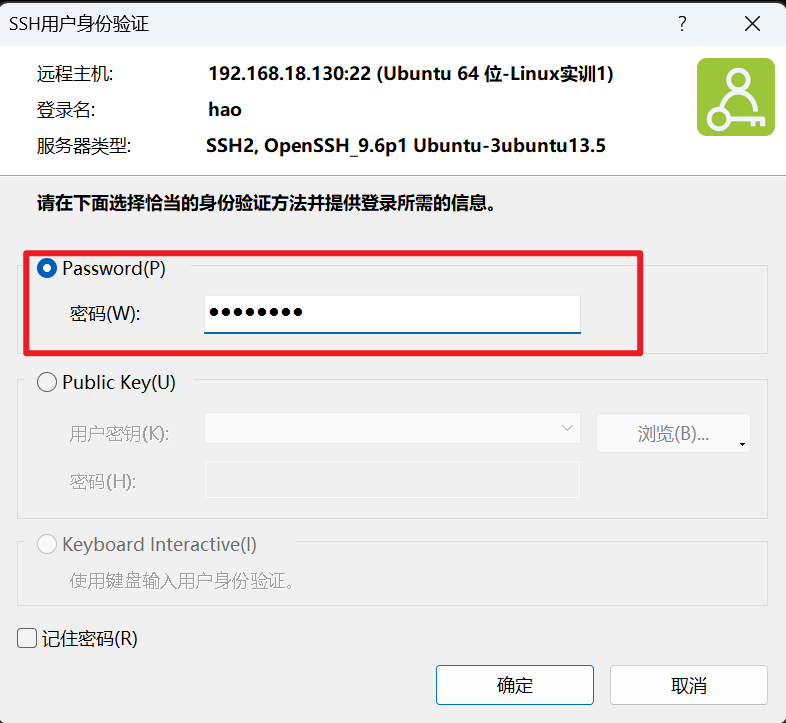 SSH用户身份验证
远程主机: 192.168.18.130:22 (Ubuntu 64 位-Linux实训1)
登录名: hao
服务器类型: SSH2, OpenSSH_9.6p1 Ubuntu-3ubuntu13.5
请在下面选择恰当的身份验证方法并提供登录所需的信息。
Password(P)
密码(W): ●●●●●●●●
Public Key(U)
用户密钥(K): 浏览(B)...
密码(H):
Keyboard Interactive(I)
使用键盘输入用户身份验证。
记住密码(R)
确定 取消